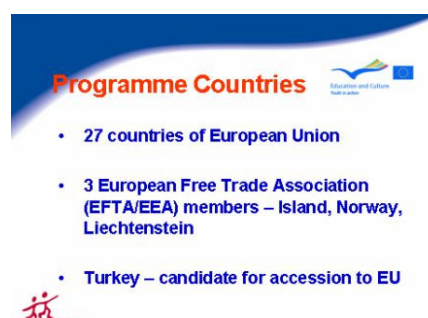 Programme Countries
Education and Culture
Youth in action
• 27 countries of European Union
• 3 European Free Trade Association
(EFTA/EEA) members – Island, Norway,
Liechtenstein
• Turkey – candidate for accession to EU